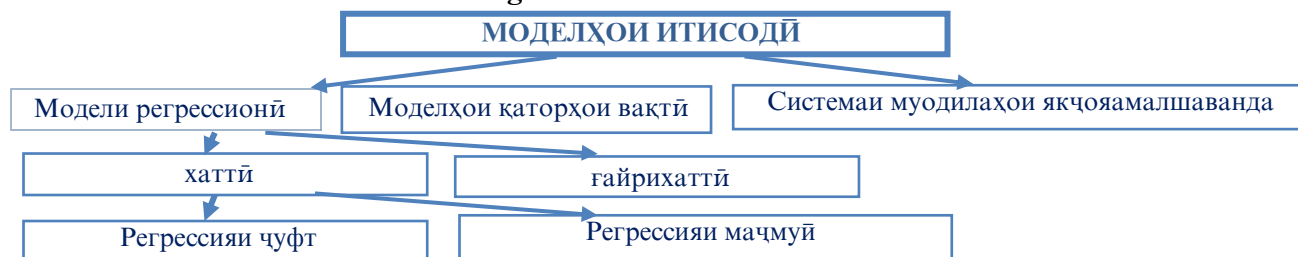 МОДЕЛҲОИ ИТИСОДӢ
Модели регрессионӣ
Моделҳои қаторҳои вақтӣ
Системаи муодилаҳои якҷояамалшаванда
хаттӣ
ғайрихаттӣ
Регрессияи ҷуфт
Регрессияи маҷмуӣ